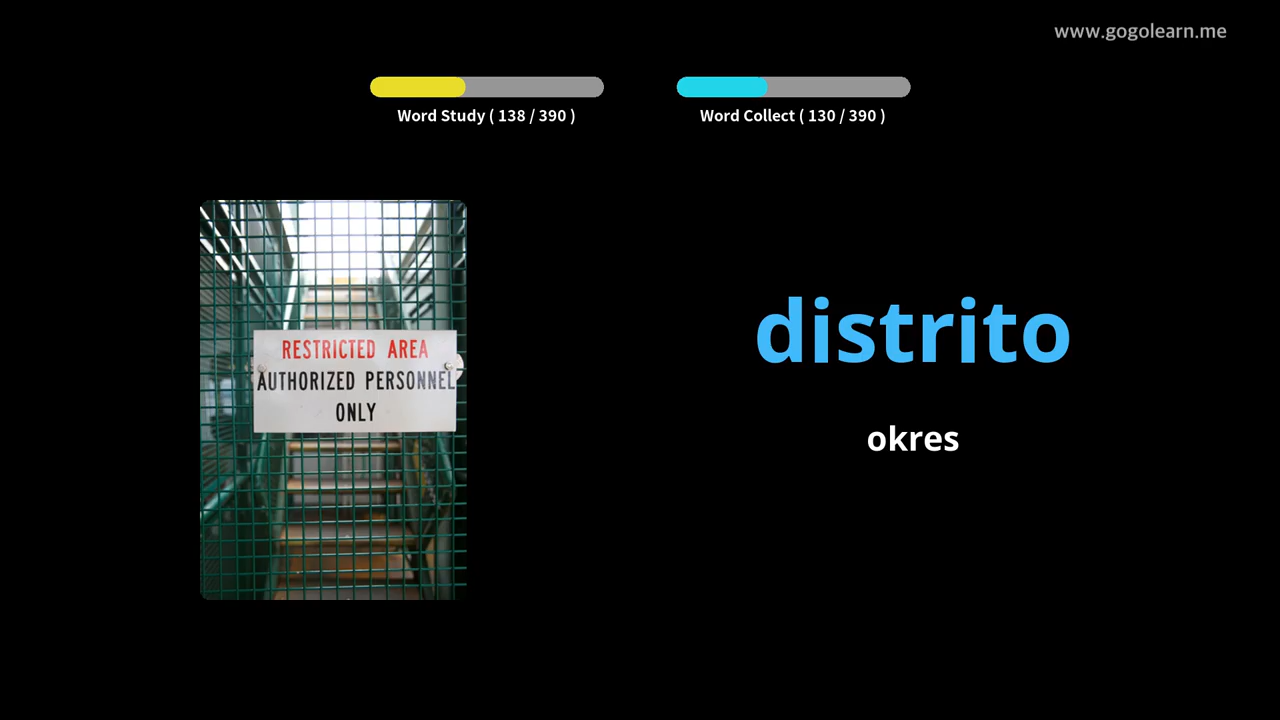 www.gogolearn.me
Word Study ( 138 / 390 )
Word Collect ( 130 / 390 )
RESTRICTED AREA
AUTHORIZED PERSONNEL
ONLY
distrito
okres